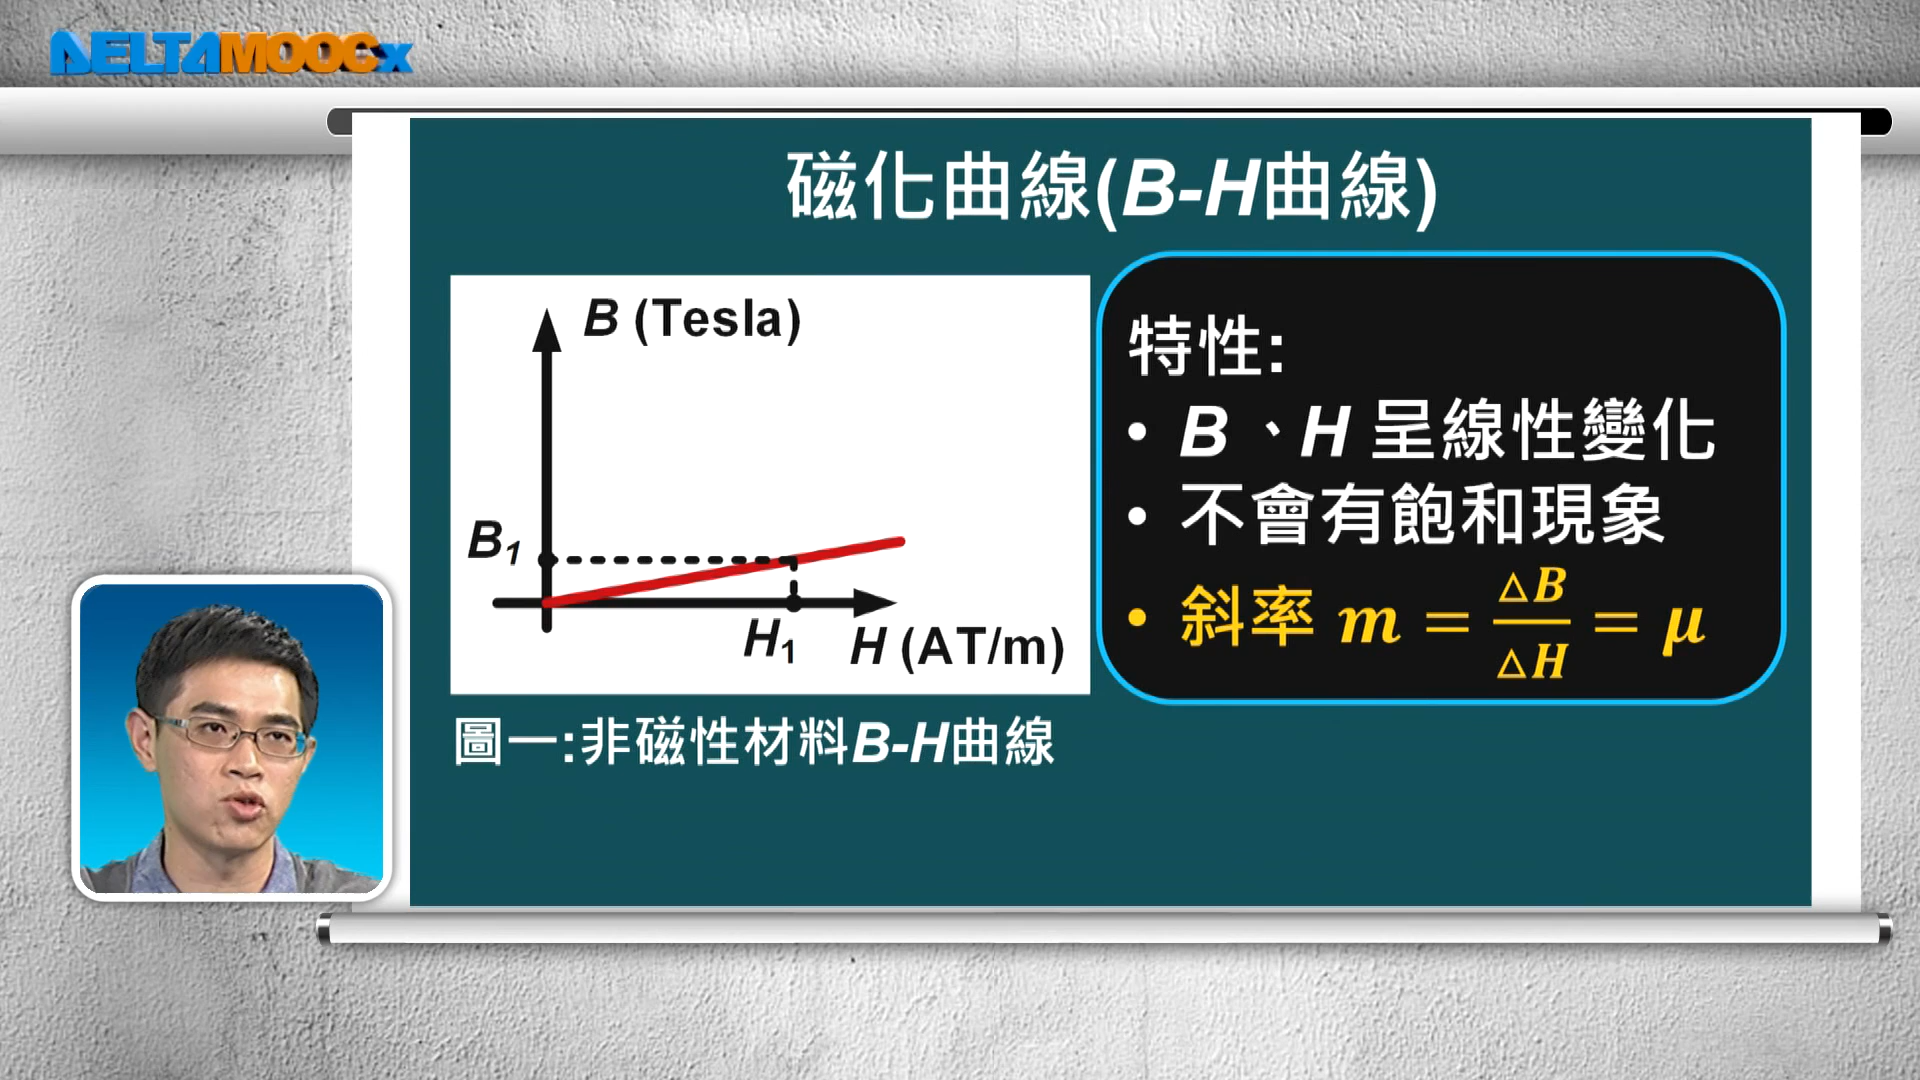 DELTAMOOCx
磁化曲線(B-H曲線)
B (Tesla)
B1
H1
H (AT/m)
圖一:非磁性材料B-H曲線
特性:
• B、H 呈線性變化
• 不會有飽和現象
• 斜率 m = △B/△H = μ